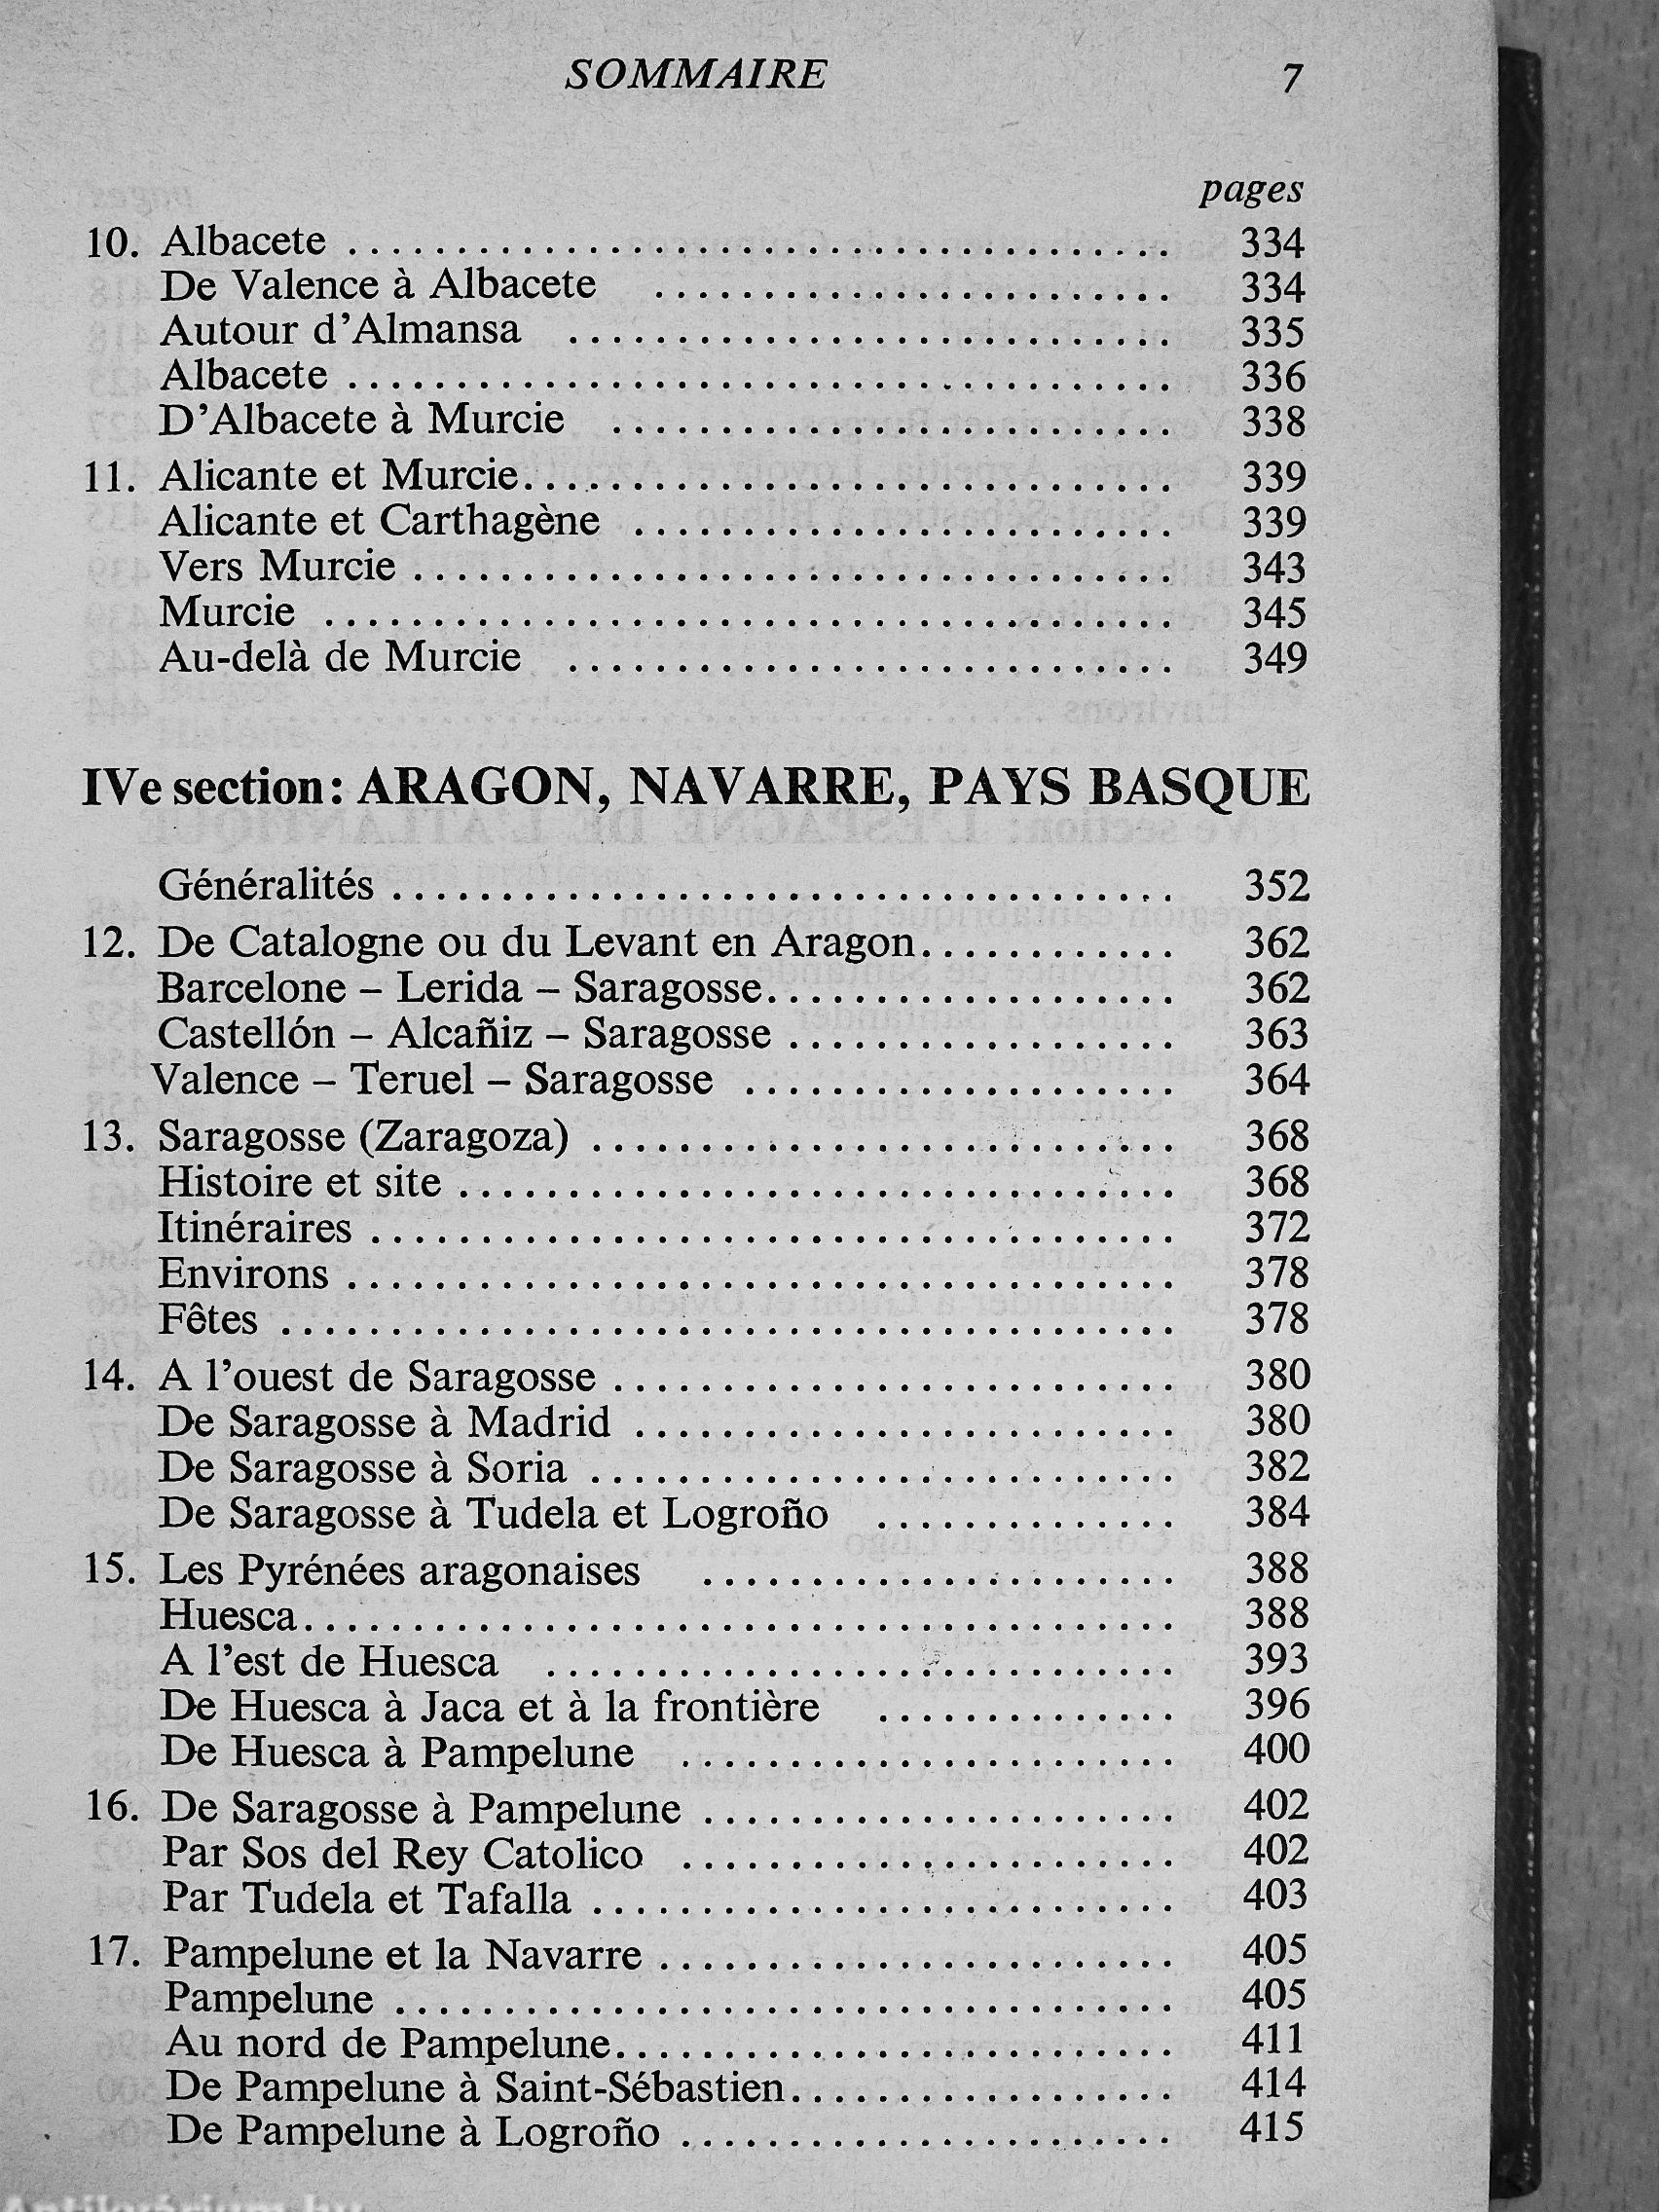 SOMMAIRE 7
pages
10. Albacete ........................................ 334
De Valence à Albacete ........................ 334
Autour d'Almansa ............................ 335
Albacete ...................................... 336
D'Albacete à Murcie .......................... 338
11. Alicante et Murcie.............................. 339
Alicante et Carthagène ......................... 339
Vers Murcie ................................... 343
Murcie ....................................... 345
Au-delà de Murcie ............................ 349
IVe section: ARAGON, NAVARRE, PAYS BASQUE
Généralités .................................... 352
12. De Catalogne ou du Levant en Aragon............ 362
Barcelone – Lerida – Saragosse................... 362
Castellón – Alcañiz – Saragosse .................. 363
Valence – Teruel – Saragosse .................... 364
13. Saragosse (Zaragoza) ........................... 368
Histoire et site ................................. 368
Itinéraires ..................................... 372
Environs ...................................... 378
Fêtes ......................................... 378
14. A l'ouest de Saragosse .......................... 380
De Saragosse à Madrid ......................... 380
De Saragosse à Soria ........................... 382
De Saragosse à Tudela et Logroño .............. 384
15. Les Pyrénées aragonaises ...................... 388
Huesca........................................ 388
A l'est de Huesca ............................. 393
De Huesca à Jaca et à la frontière .............. 396
De Huesca à Pampelune ....................... 400
16. De Saragosse à Pampelune ...................... 402
Par Sos del Rey Catolico ....................... 402
Par Tudela et Tafalla ........................... 403
17. Pampelune et la Navarre ........................ 405
Pampelune .................................... 405
Au nord de Pampelune.......................... 411
De Pampelune à Saint-Sébastien.................. 414
De Pampelune à Logroño ....................... 415